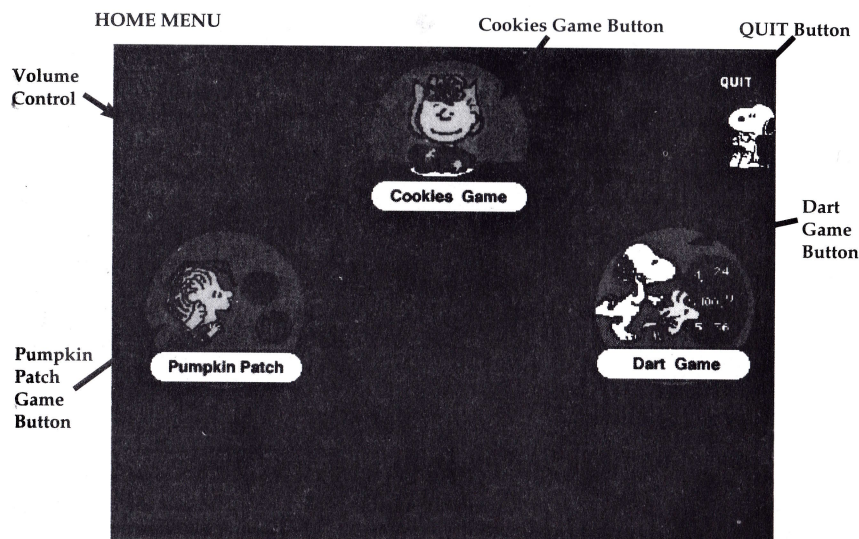 HOME MENU
Cookies Game Button
QUIT Button
Volume
Control
QUIT
Cookies Game
Dart
Game
Button
24
Pumpkin
Patch
Game
Button
Pumpkin Patch
Dart Game